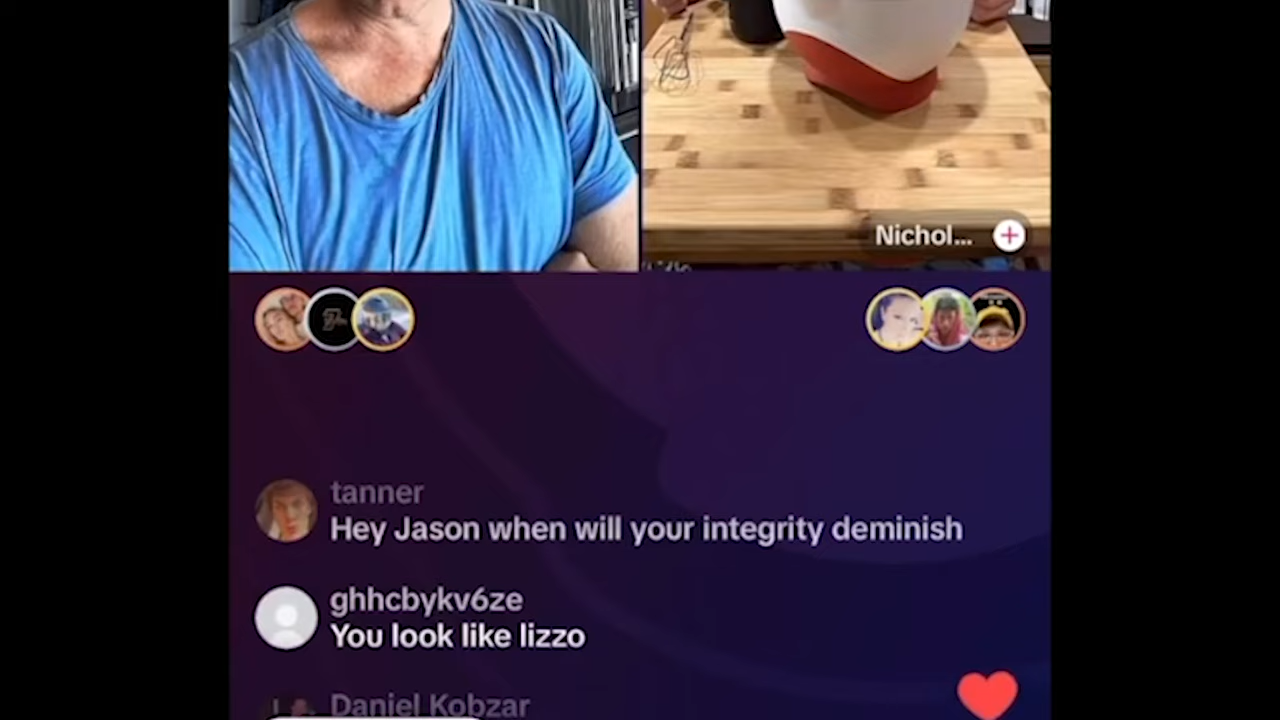 Nichol...
tanner
Hey Jason when will your integrity deminish
ghhcbykv6ze
You look like lizzo
Daniel Kobzar